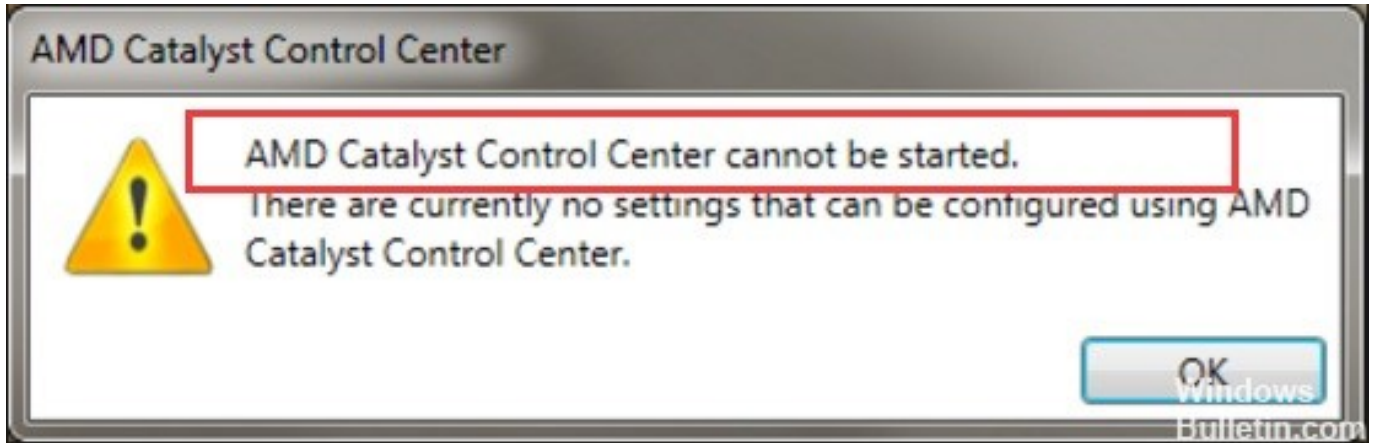 AMD Catalyst Control Center
AMD Catalyst Control Center cannot be started.
There are currently no settings that can be configured using AMD
Catalyst Control Center.
OK
Windows
Bulletin.com